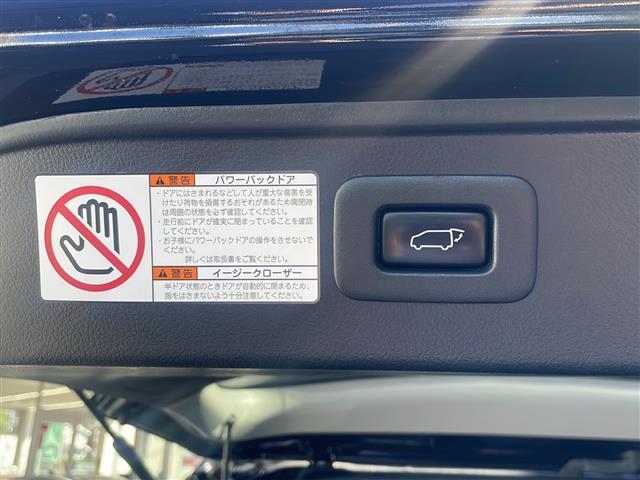 警告 パワーバックドア
・ドアにはさまれるなどして人が重大な傷害を受
けたり荷物を損傷するおそれがあるため開閉時
は周囲の状態を必ず確認してください。
・走行前にドアが確実に閉まっていることを確認
してください。
・お子様にパワーバックドアの操作をさせないで
ください。
詳しくは取扱書をご覧ください。
警告 イージークローザー
半ドア状態のときドアが自動的に閉まるため、
指をはさまないよう十分注意してください。